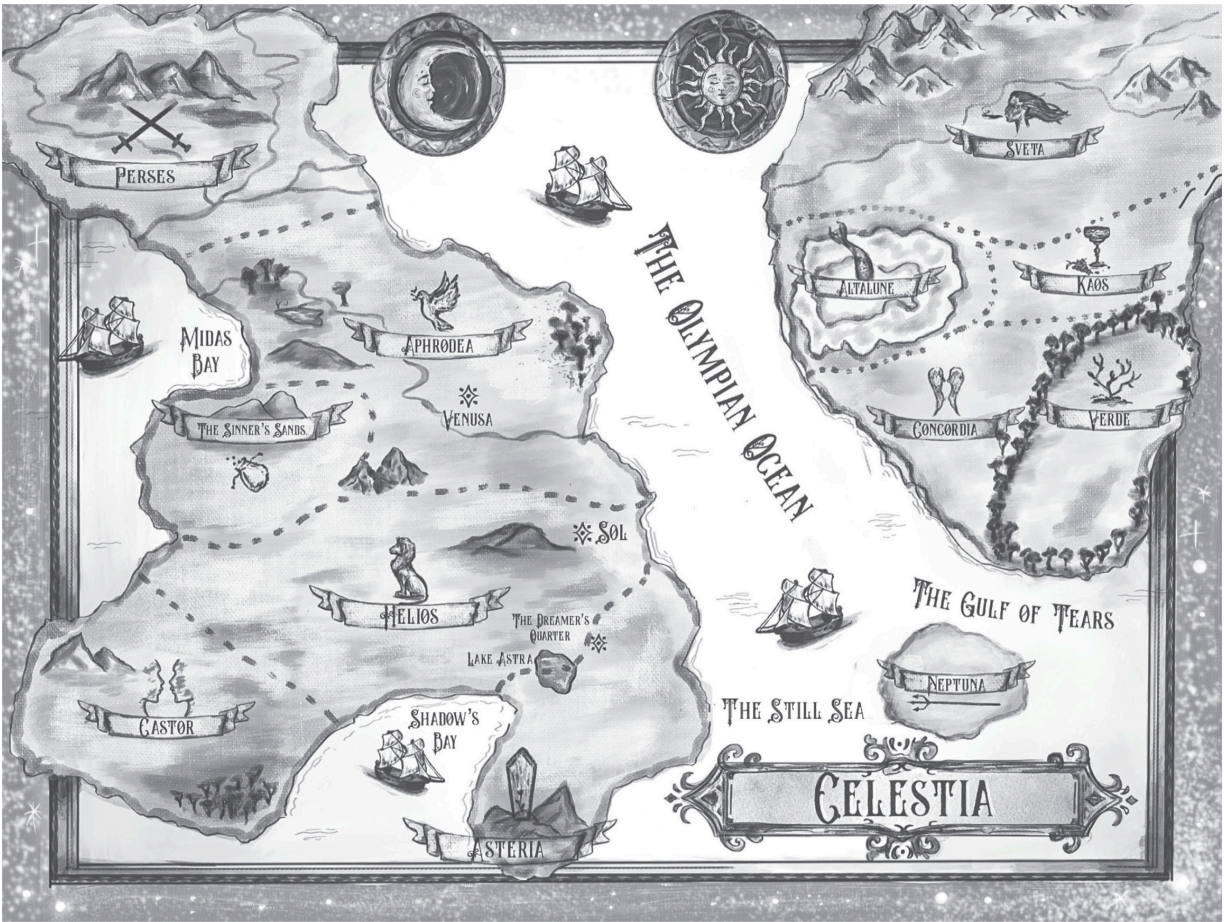 PERSES
SVETA
ALTALUNE
KAOS
THE OLYMPIAN OCEAN
MIDAS
BAY
APHRODEA
VENUSA
THE SINNER'S SANDS
CONCORDIA
VERDE
SOL
HELIOS
THE DREAMER'S
QUARTER
LAKE ASTRA
THE GULF OF TEARS
NEPTUNA
CASTOR
SHADOW'S
BAY
THE STILL SEA
CELESTIA
ASTERIA